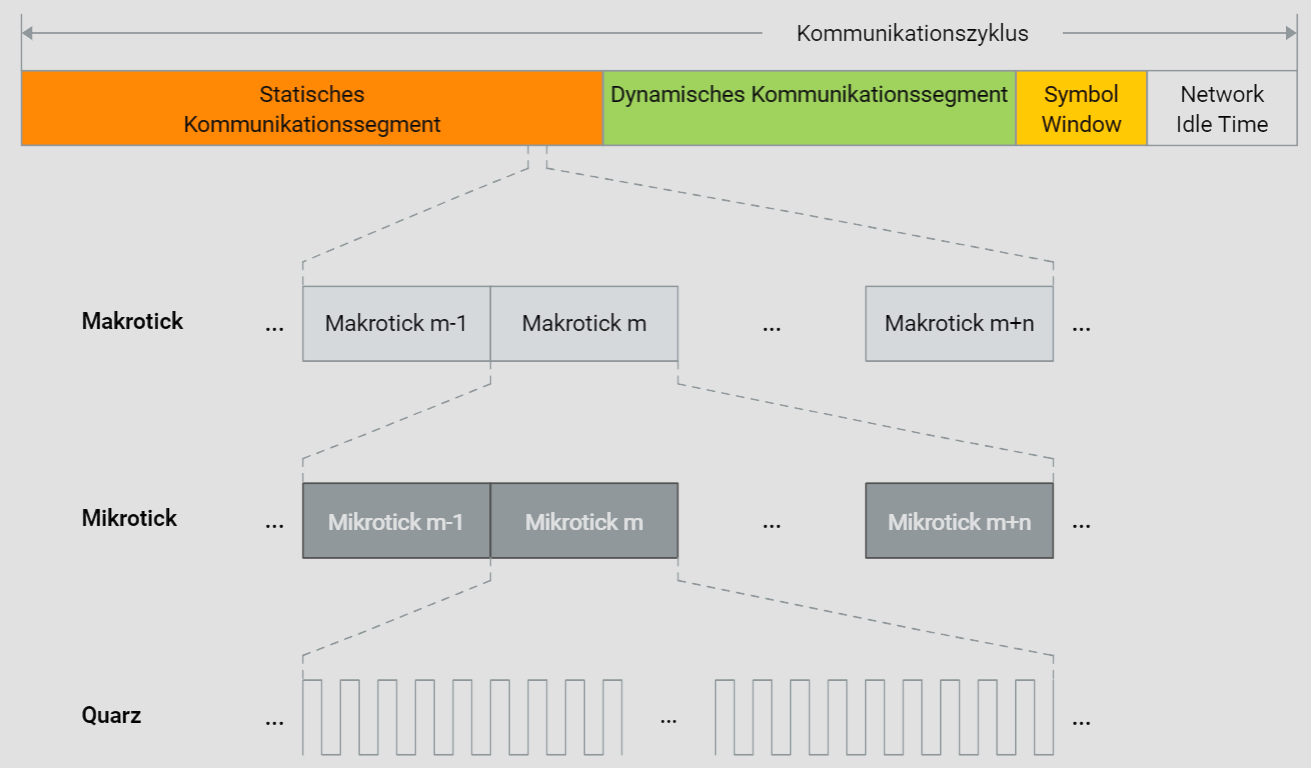 Kommunikationszyklus
Statisches
Kommunikationssegment
Dynamisches Kommunikationssegment
Symbol
Window
Network
Idle Time
Makrotick ... Makrotick m-1 Makrotick m ... Makrotick m+n ...
Mikrotick ... Mikrotick m-1 Mikrotick m ... Mikrotick m+n ...
Quarz ... ... ...